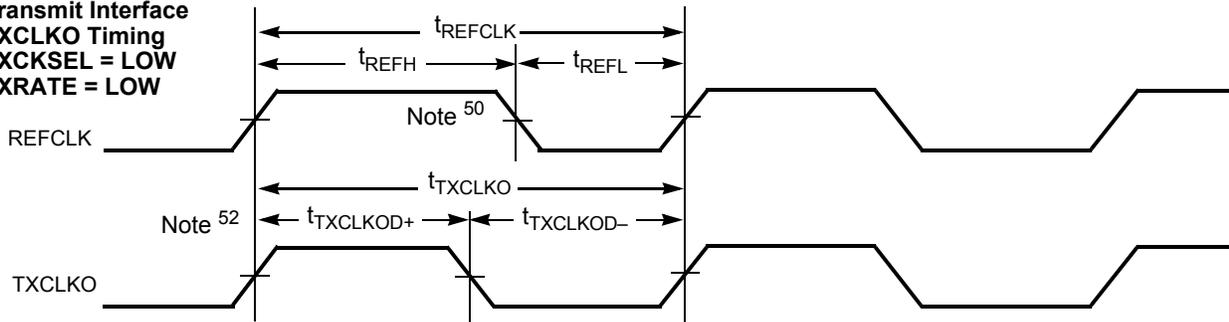 ransmit Interface
XCLKO Timing
XCKSEL = LOW
XRATE = LOW
tREFCLK
tREFH
tREFL
Note 50
REFCLK
tTXCLKO
Note 52
tTXCLKOD+
tTXCLKOD–
TXCLKO